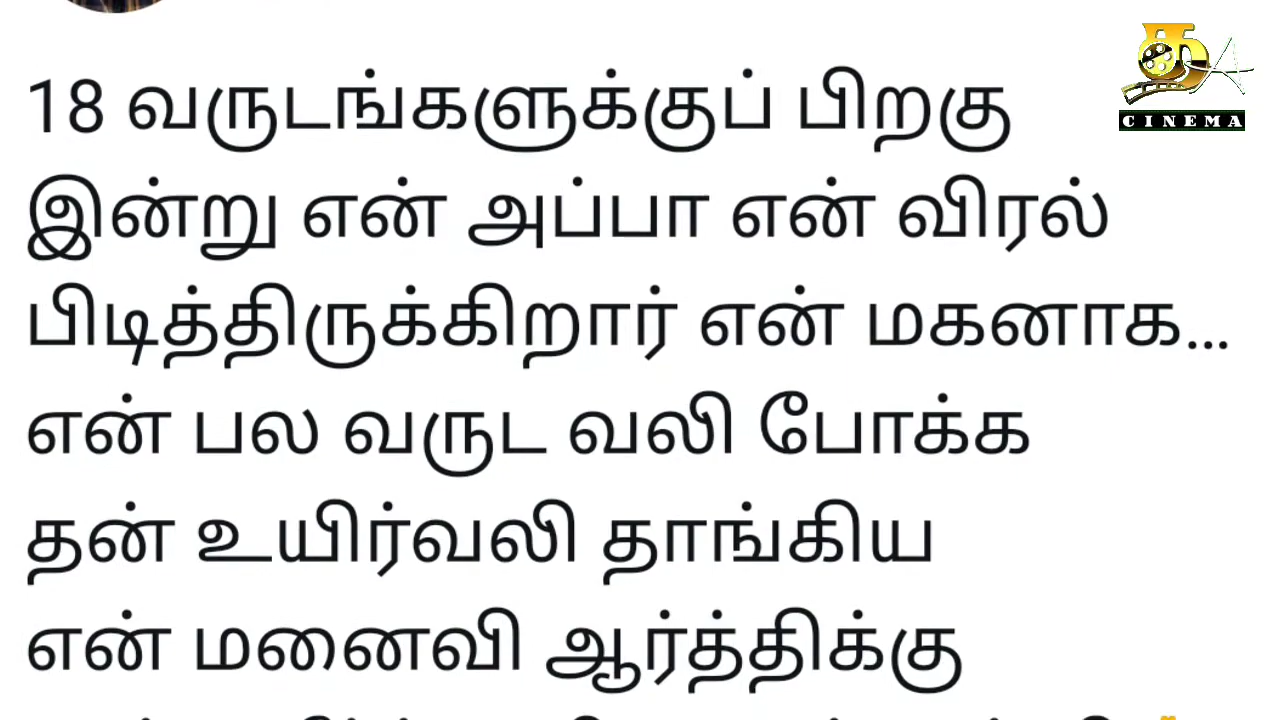 18 வருடங்களுக்குப் பிறகு
இன்று என் அப்பா என் விரல்
பிடித்திருக்கிறார் என் மகனாக...
என் பல வருட வலி போக்க
தன் உயிர்வலி தாங்கிய
என் மனைவி ஆர்த்திக்கு
CINEMA